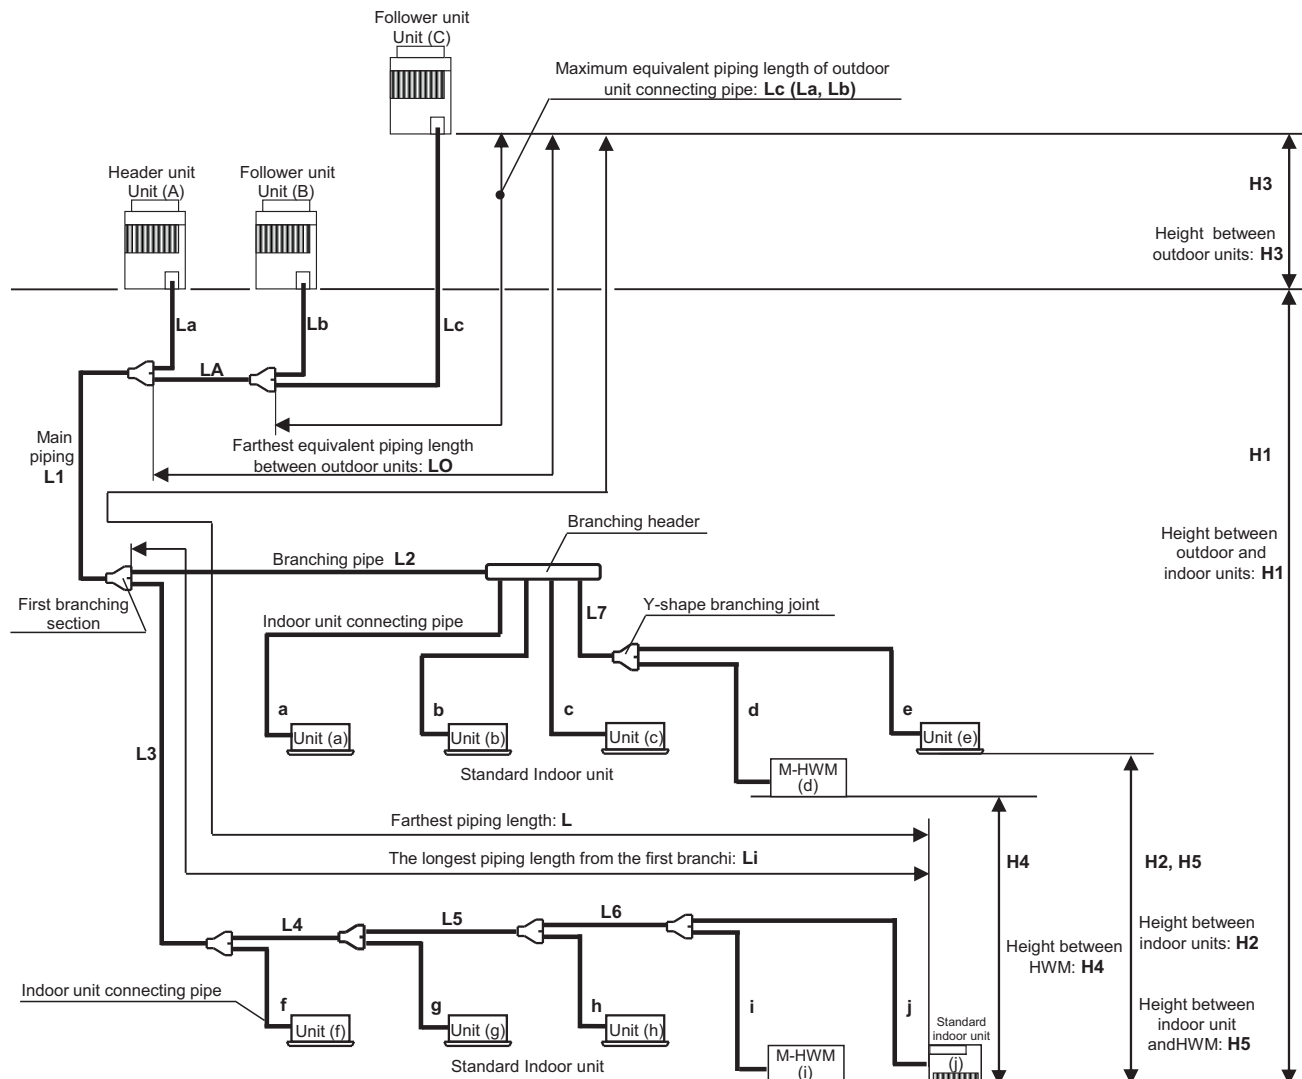 Follower unit
Unit (C)
Maximum equivalent piping length of outdoor
unit connecting pipe: Lc (La, Lb)
Header unit
Unit (A)
Follower unit
Unit (B)
H3
Height between
outdoor units: H3
La
Lb
Lc
LA
Main
piping
L1
Farthest equivalent piping length
between outdoor units: LO
H1
Height between
outdoor and
indoor units: H1
Branching header
Branching pipe L2
First branching
section
Indoor unit connecting pipe
L7
Y-shape branching joint
a
b
c
d
e
Unit (a)
Unit (b)
Unit (c)
Unit (e)
L3
Standard Indoor unit
M-HWM
(d)
Farthest piping length: L
The longest piping length from the first branchi: Li
H4
H2, H5
L4
L5
L6
Height between
indoor units: H2
Height between
HWM: H4
Indoor unit connecting pipe
f
g
h
i
j
Height between
indoor unit
andHWM: H5
Unit (f)
Unit (g)
Unit (h)
Standard
indoor unit
(j)
Standard Indoor unit
M-HWM
(i)